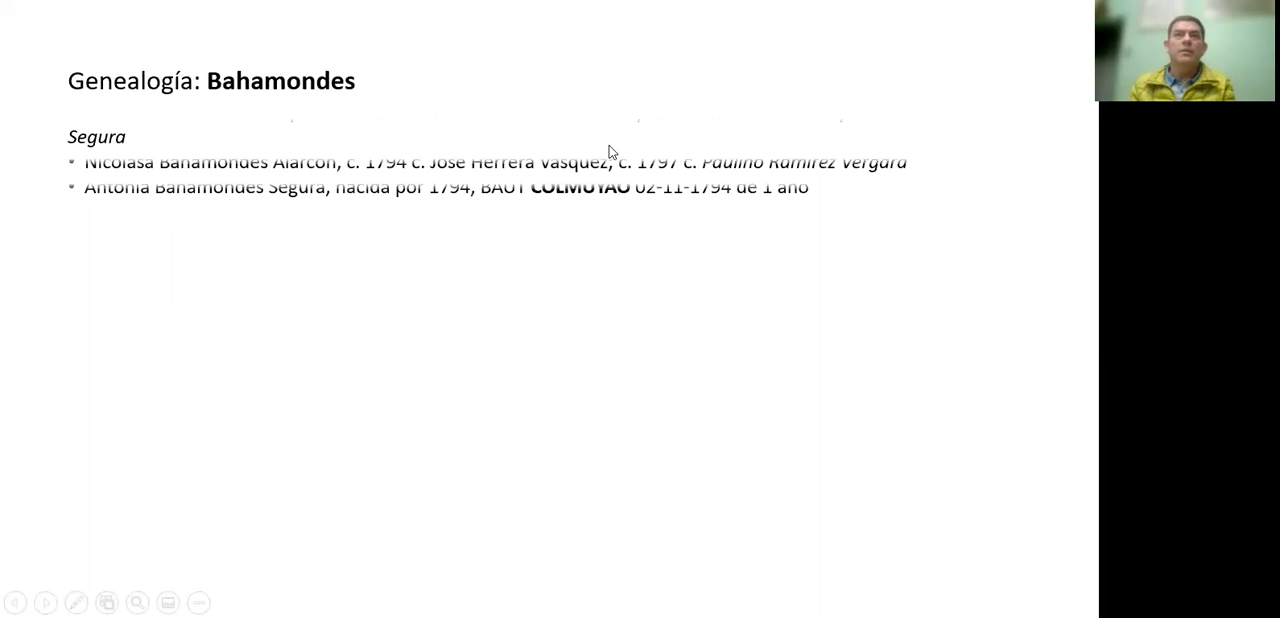 Genealogía: Bahamondes
Segura
• Nicolasa Bahamondes Alarcón, c. 1794 c. José Herrera Vásquez, c. 1797 c. Paulino Ramírez Vergara
• Antonia Bahamondes Segura, nacida por 1794, BAUT COLMUYAO 02-11-1794 de 1 año